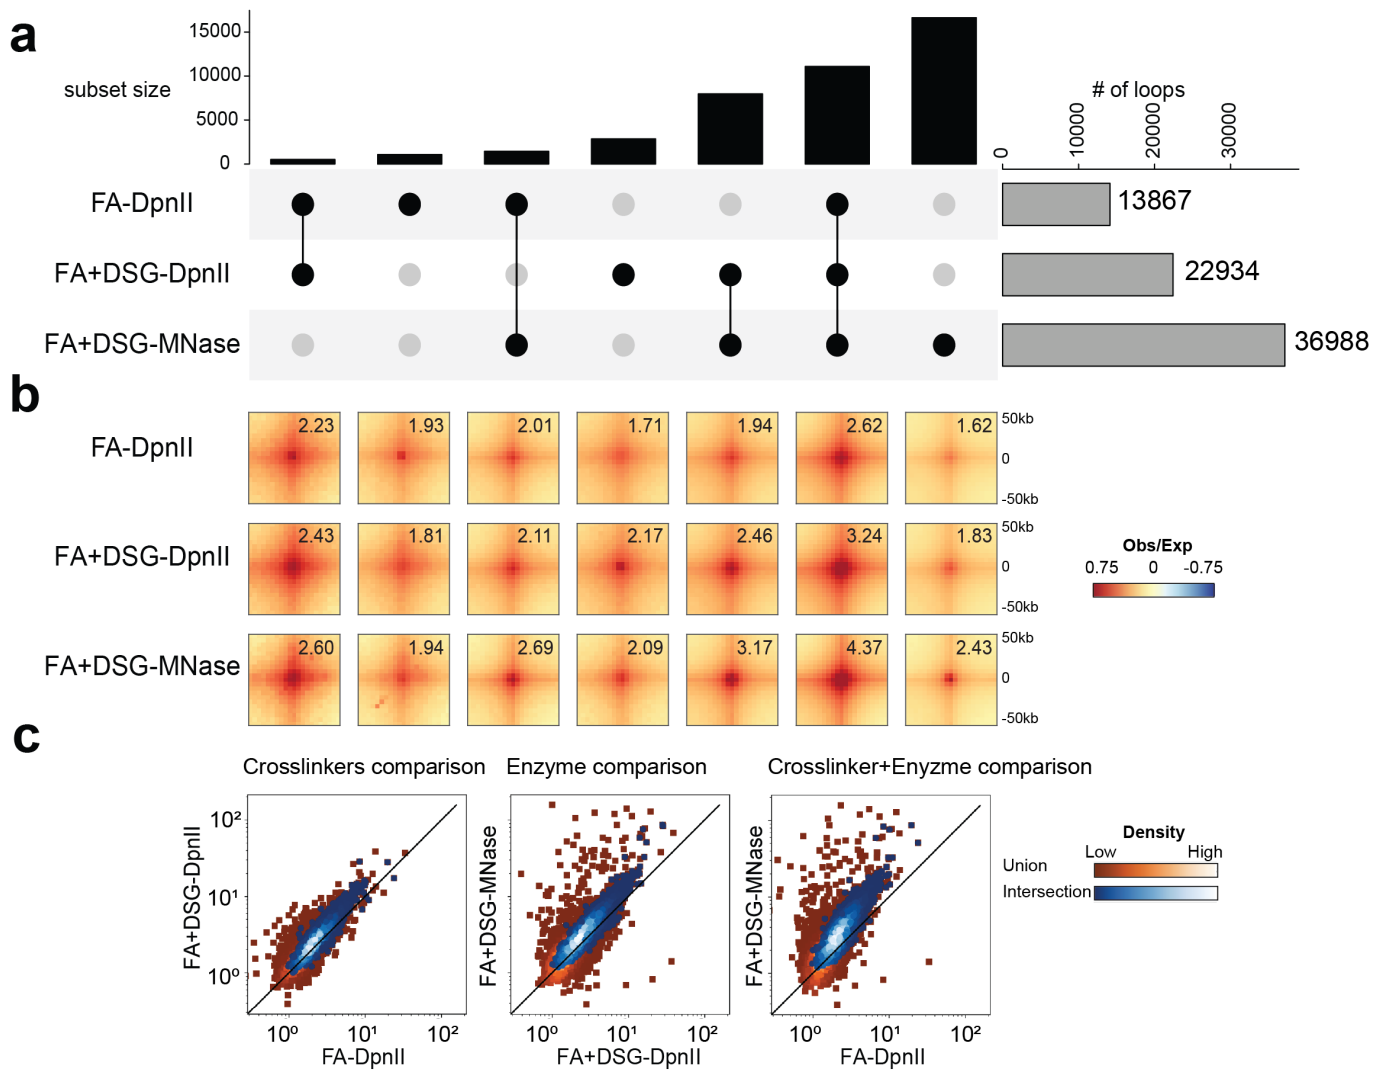 a
subset size
15000
10000
5000
0
# of loops
0
10000
20000
30000
FA-DpnII
13867
FA+DSG-DpnII
22934
FA+DSG-MNase
36988
b
FA-DpnII
2.23
1.93
2.01
1.71
1.94
2.62
1.62
50kb
0
-50kb
FA+DSG-DpnII
2.43
1.81
2.11
2.17
2.46
3.24
1.83
50kb
0
-50kb
Obs/Exp
0.75 0 -0.75
FA+DSG-MNase
2.60
1.94
2.69
2.09
3.17
4.37
2.43
50kb
0
-50kb
c
Crosslinkers comparison
FA+DSG-DpnII
10²
10¹
10⁰
10⁰ 10¹ 10²
FA-DpnII
Enzyme comparison
FA+DSG-MNase
10⁰ 10¹ 10²
FA+DSG-DpnII
Crosslinker+Enyzme comparison
FA+DSG-MNase
10⁰ 10¹ 10²
FA-DpnII
Density
Low High
Union
Intersection